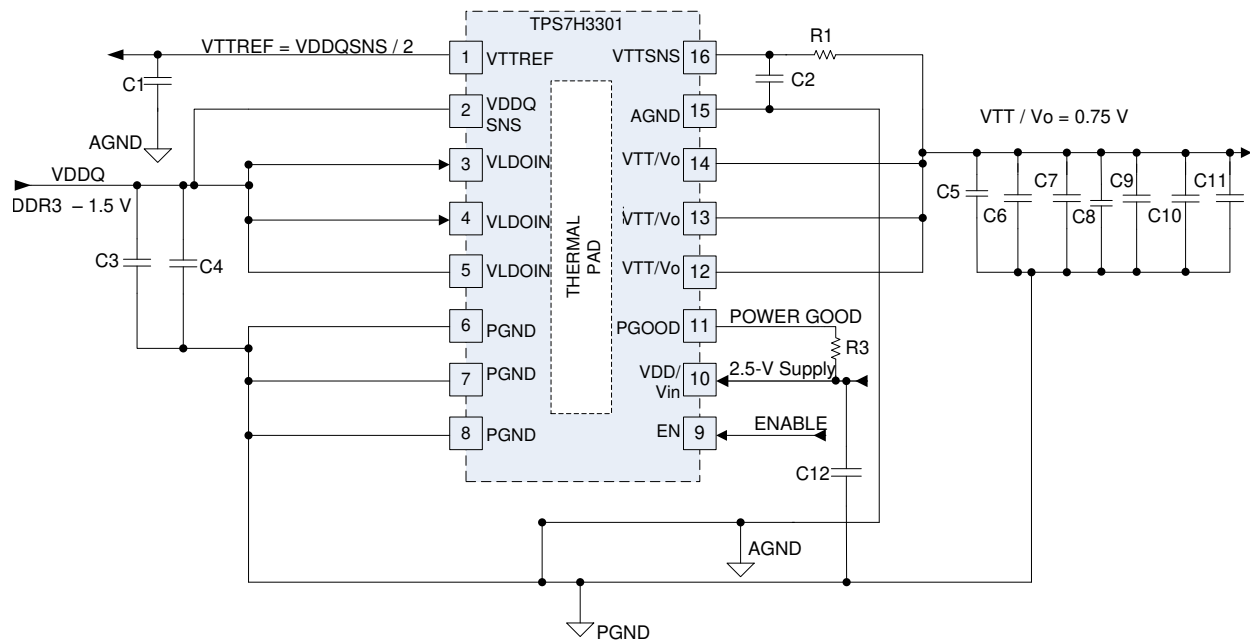 TPS7H3301
VTTREF = VDDQSNS / 2
1
VTTREF
C1
AGND
2
VDDQ
SNS
VDDQ
DDR3 – 1.5 V
3
VLDOIN
4
VLDOIN
5
VLDOIN
C3
C4
6
PGND
7
PGND
8
PGND
THERMAL
PAD
VTTSNS
16
R1
C2
AGND
15
VTT/Vo
14
VTT/Vo
13
VTT/Vo
12
PGOOD
11
POWER GOOD
R3
VDD/
Vin
10
2.5-V Supply
EN
9
ENABLE
C12
VTT / Vo = 0.75 V
C5
C6
C7
C8
C9
C10
C11
AGND
PGND